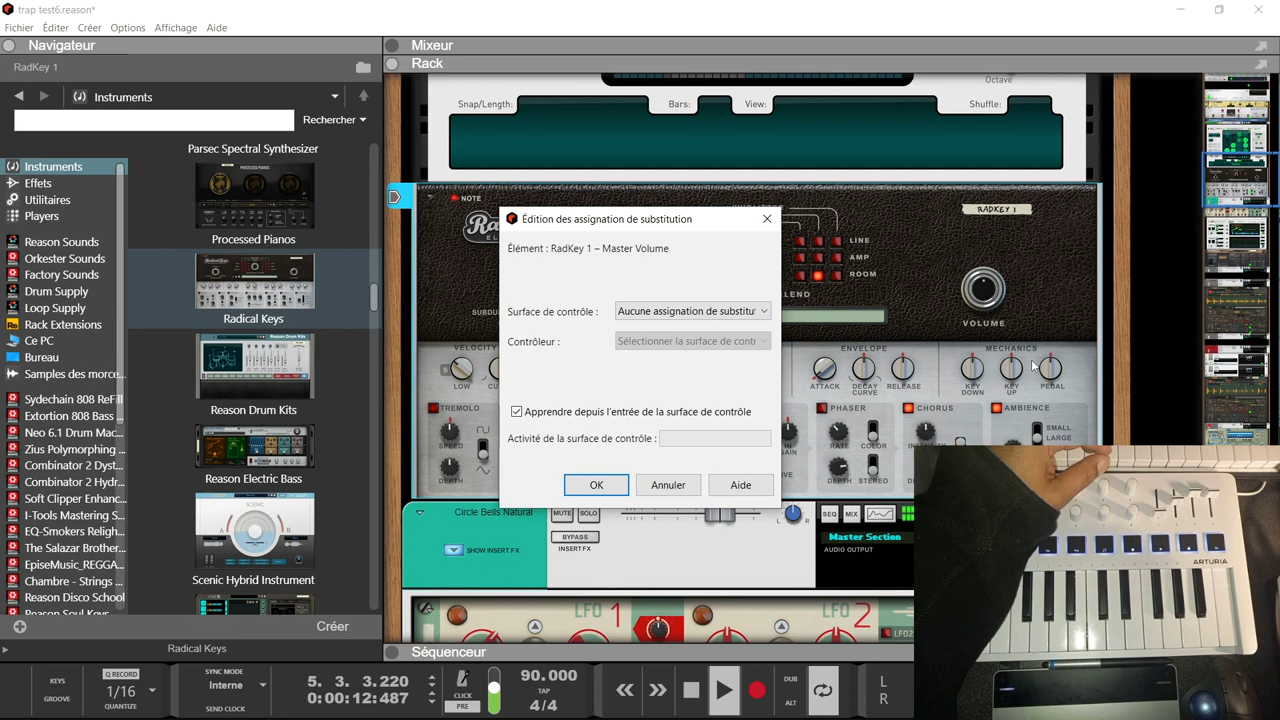 trap test6.reason*
Fichier Éditer Créer Options Affichage Aide
Navigateur
RadKey 1
Instruments
Rechercher
Instruments
Effets
Utilitaires
Players
Reason Sounds
Orkester Sounds
Factory Sounds
Drum Supply
Loop Supply
Rack Extensions
Ce PC
Bureau
Samples des morce...
Sydechain 808 ReFill
Extortion 808 Bass ...
Neo 6.1 Drum Mac...
Zius Polymorphing ...
Combinator 2 Dyst...
Combinator 2 Hydr...
Soft Clipper Enhanc...
I-Tools Mastering S...
EQ-Smokers Religh...
The Salazar Brother...
EpiseMusic_REGGA...
Chambre - Strings ...
Reason Disco School
Reason Soul Keys
Parsec Spectral Synthesizer
Processed Pianos
Radical Keys
Reason Drum Kits
Reason Electric Bass
Scenic Hybrid Instrument
Créer
Radical Keys
Mixeur
Rack
Octave
Snap/Length: Bars: View: Shuffle:
NOTE
RADKEY 1
LINE
AMP
ROOM
VOLUME
Édition des assignation de substitution
Élément : RadKey 1 – Master Volume
Surface de contrôle : Aucune assignation de substitut
Contrôleur : Sélectionner la surface de conti
Apprendre depuis l'entrée de la surface de contrôle
Activité de la surface de contrôle :
OK Annuler Aide
VELOCITY
LOW
ENVELOPE
ATTACK DECAY CURVE RELEASE
MECHANICS
KEY DOWN KEY UP PEDAL
TREMOLO
SPEED
DEPTH
PHASER
RATE COLOR
DEPTH STEREO
CHORUS
AMBIENCE
SMALL
LARGE
Circle Bells Natural
SHOW INSERT FX
MUTE SOLO
BYPASS
INSERT FX
L R
SEQ MIX
Master Section
AUDIO OUTPUT
LFO 1
LFO 2
Séquenceur
KEYS
GROOVE
Q RECORD
1/16
QUANTIZE
SYNC MODE
Interne
SEND CLOCK
5. 3. 3.220
0:00:12:487
CLICK
PRE
90.000
TAP
4/4
DUB
ALT
L
R
ARTURIA